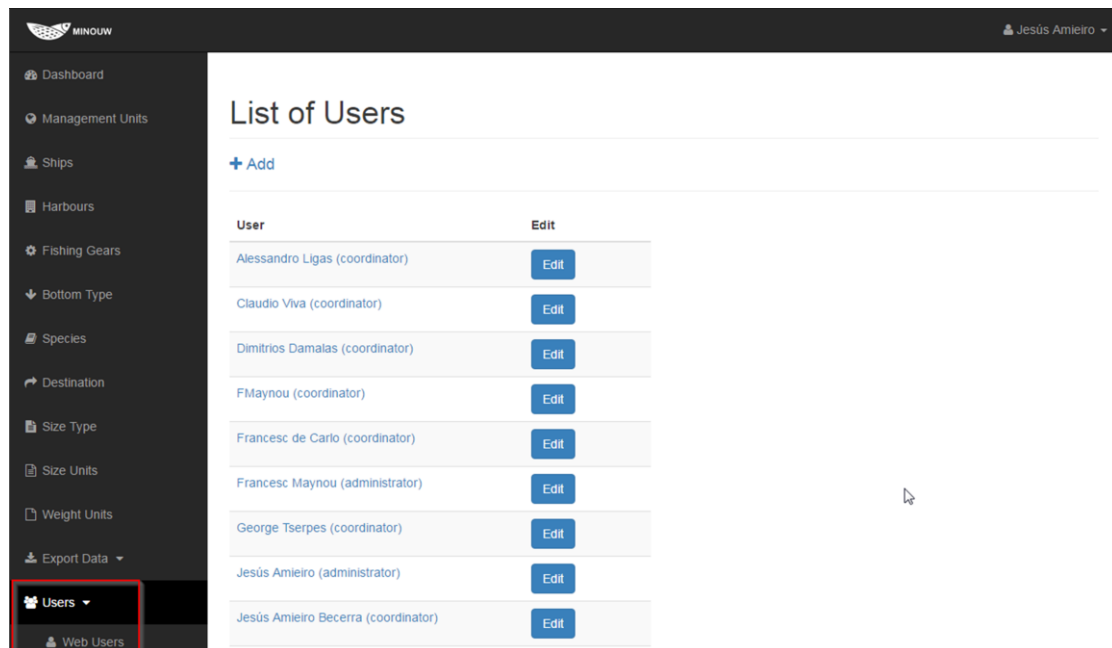 MINOUW
Jesús Amieiro
Dashboard
Management Units
Ships
Harbours
Fishing Gears
Bottom Type
Species
Destination
Size Type
Size Units
Weight Units
Export Data
Users
Web Users
List of Users
Add
User Edit
Alessandro Ligas (coordinator) Edit
Claudio Viva (coordinator) Edit
Dimitrios Damalas (coordinator) Edit
FMaynou (coordinator) Edit
Francesc de Carlo (coordinator) Edit
Francesc Maynou (administrator) Edit
George Tserpes (coordinator) Edit
Jesús Amieiro (administrator) Edit
Jesús Amieiro Becerra (coordinator) Edit